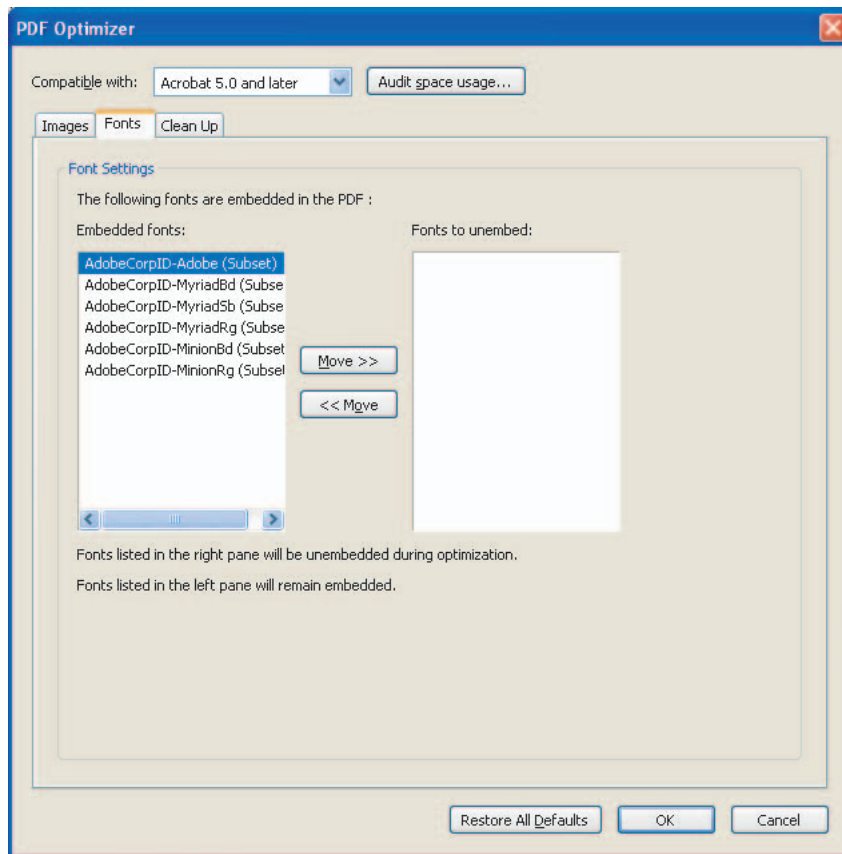 PDF Optimizer
Compatible with: Acrobat 5.0 and later Audit space usage...
Images Fonts Clean Up
Font Settings
The following fonts are embedded in the PDF :
Embedded fonts: Fonts to unembed:
AdobeCorpID-Adobe (Subset)
AdobeCorpID-MyriadBd (Subse
AdobeCorpID-MyriadSb (Subse
AdobeCorpID-MyriadRg (Subse
AdobeCorpID-MinionBd (Subset
AdobeCorpID-MinionRg (Subset
Move >>
<< Move
Fonts listed in the right pane will be unembedded during optimization.
Fonts listed in the left pane will remain embedded.
Restore All Defaults OK Cancel